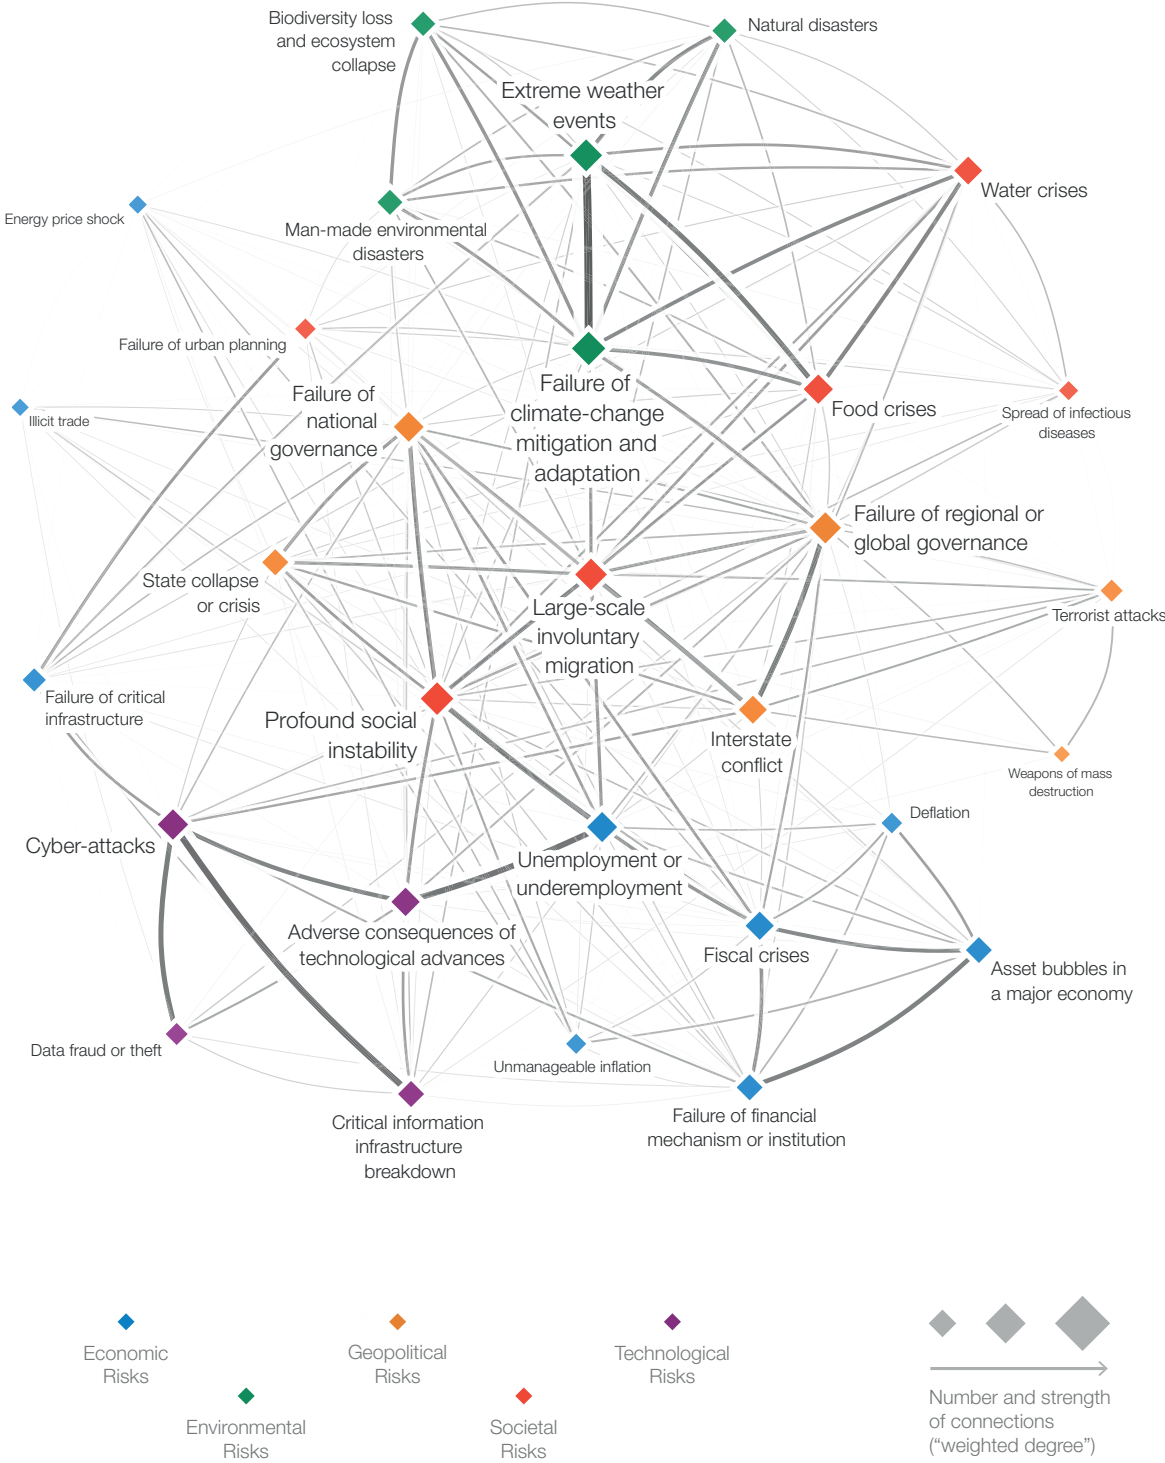 Biodiversity loss
and ecosystem
collapse
Natural disasters
Extreme weather
events
Water crises
Energy price shock
Man-made environmental
disasters
Failure of urban planning
Failure of
national
governance
Failure of
climate-change
mitigation and
adaptation
Food crises
Spread of infectious
diseases
Illicit trade
Failure of regional or
global governance
State collapse
or crisis
Large-scale
involuntary
migration
Terrorist attacks
Failure of critical
infrastructure
Profound social
instability
Interstate
conflict
Weapons of mass
destruction
Deflation
Cyber-attacks
Unemployment or
underemployment
Adverse consequences of
technological advances
Fiscal crises
Asset bubbles in
a major economy
Data fraud or theft
Unmanageable inflation
Critical information
infrastructure
breakdown
Failure of financial
mechanism or institution
Economic
Risks
Geopolitical
Risks
Technological
Risks
Environmental
Risks
Societal
Risks
Number and strength
of connections
(“weighted degree”)